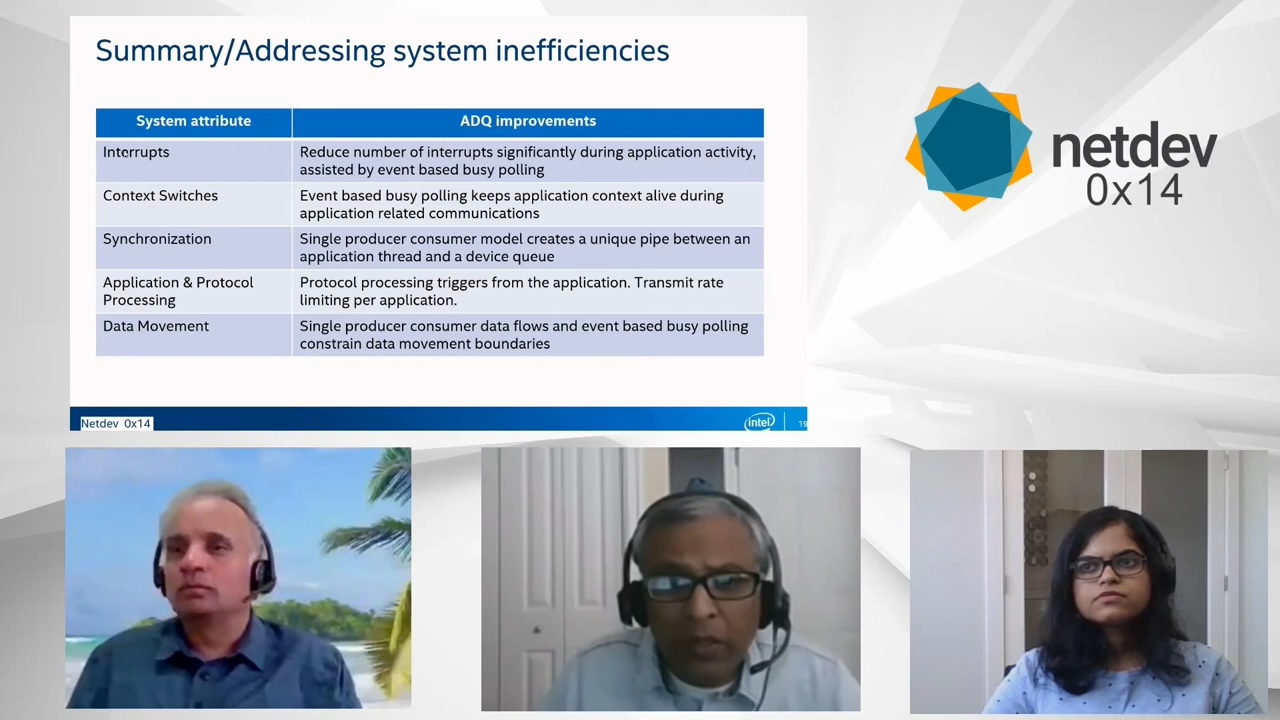 Summary/Addressing system inefficiencies
System attribute
ADQ improvements
Interrupts
Reduce number of interrupts significantly during application activity,
assisted by event based busy polling
Context Switches
Event based busy polling keeps application context alive during
application related communications
Synchronization
Single producer consumer model creates a unique pipe between an
application thread and a device queue
Application & Protocol
Processing
Protocol processing triggers from the application. Transmit rate
limiting per application.
Data Movement
Single producer consumer data flows and event based busy polling
constrain data movement boundaries
Netdev 0x14
intel
19
netdev
0x14